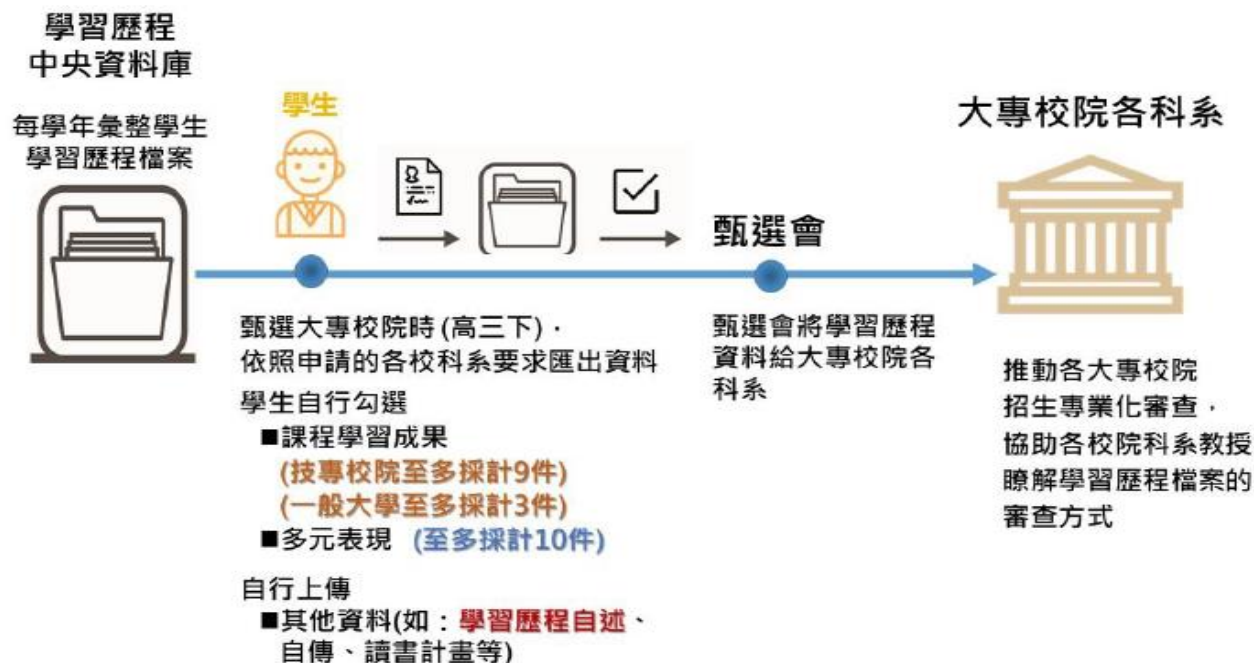 學習歷程
中央資料庫
每學年彙整學生
學習歷程檔案
學生
甄選會
大專校院各科系
甄選大專校院時(高三下)，
依照申請的各校科系要求匯出資料
學生自行勾選
■課程學習成果
(技專校院至多採計9件)
(一般大學至多採計3件)
■多元表現 (至多採計10件)
自行上傳
■其他資料(如：學習歷程自述、
自傳、讀書計畫等)
甄選會將學習歷程
資料給大專校院各
科系
推動各大專校院
招生專業化審查，
協助各校院科系教授
瞭解學習歷程檔案的
審查方式